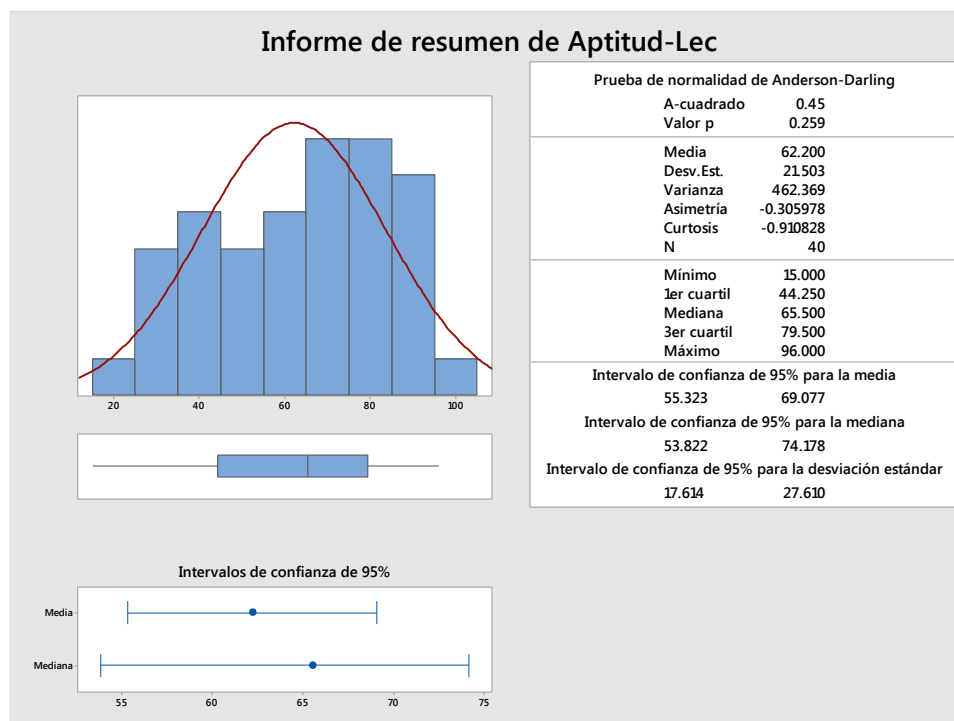 Informe de resumen de Aptitud-Lec
20 40 60 80 100
Intervalos de confianza de 95%
Media
Mediana
55 60 65 70 75
Prueba de normalidad de Anderson-Darling
A-cuadrado 0.45
Valor p 0.259
Media 62.200
Desv.Est. 21.503
Varianza 462.369
Asimetría -0.305978
Curtosis -0.910828
N 40
Mínimo 15.000
1er cuartil 44.250
Mediana 65.500
3er cuartil 79.500
Máximo 96.000
Intervalo de confianza de 95% para la media
55.323 69.077
Intervalo de confianza de 95% para la mediana
53.822 74.178
Intervalo de confianza de 95% para la desviación estándar
17.614 27.610